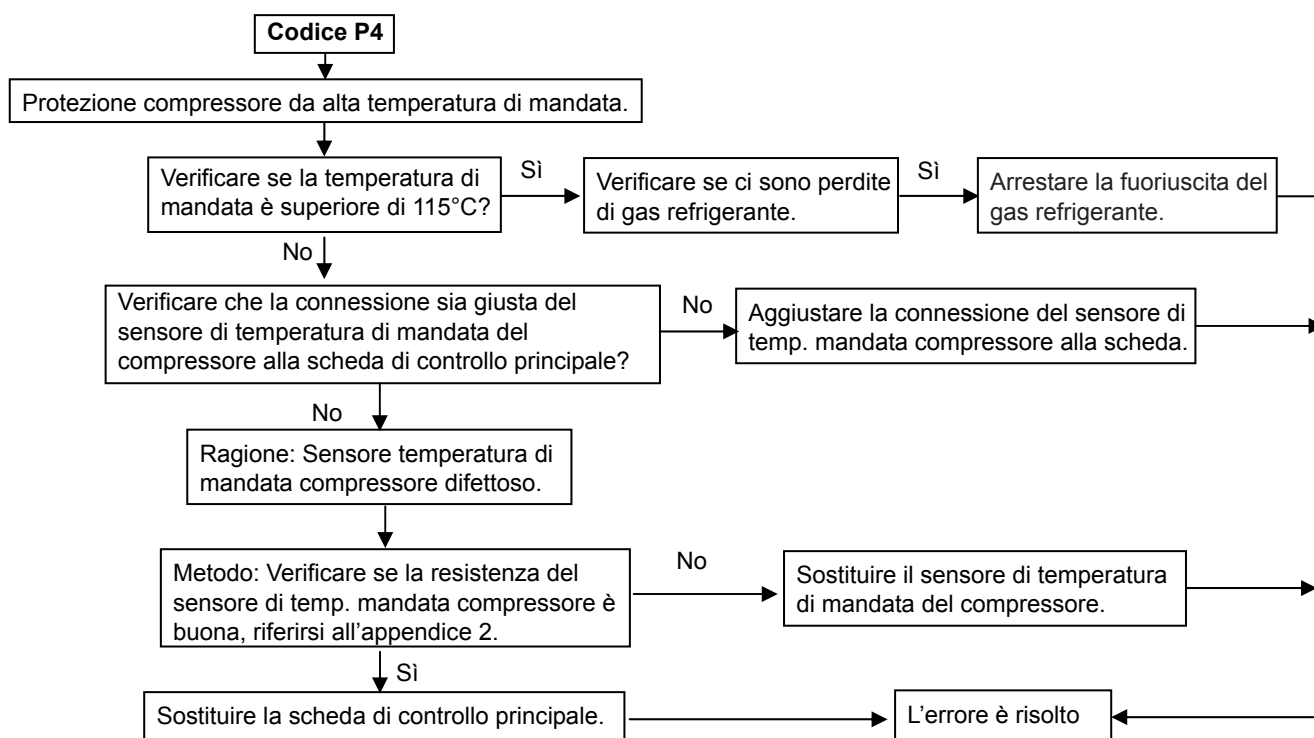 Codice P4
Protezione compressore da alta temperatura di mandata.
Verificare se la temperatura di
mandata è superiore di 115°C?
Sì
Verificare se ci sono perdite
di gas refrigerante.
Sì
Arrestare la fuoriuscita del
gas refrigerante.
No
Verificare che la connessione sia giusta del
sensore di temperatura di mandata del
compressore alla scheda di controllo principale?
No
Aggiustare la connessione del sensore di
temp. mandata compressore alla scheda.
No
Ragione: Sensore temperatura di
mandata compressore difettoso.
Metodo: Verificare se la resistenza del
sensore di temp. mandata compressore è
buona, riferirsi all'appendice 2.
No
Sostituire il sensore di temperatura
di mandata del compressore.
Sì
Sostituire la scheda di controllo principale.
L'errore è risolto